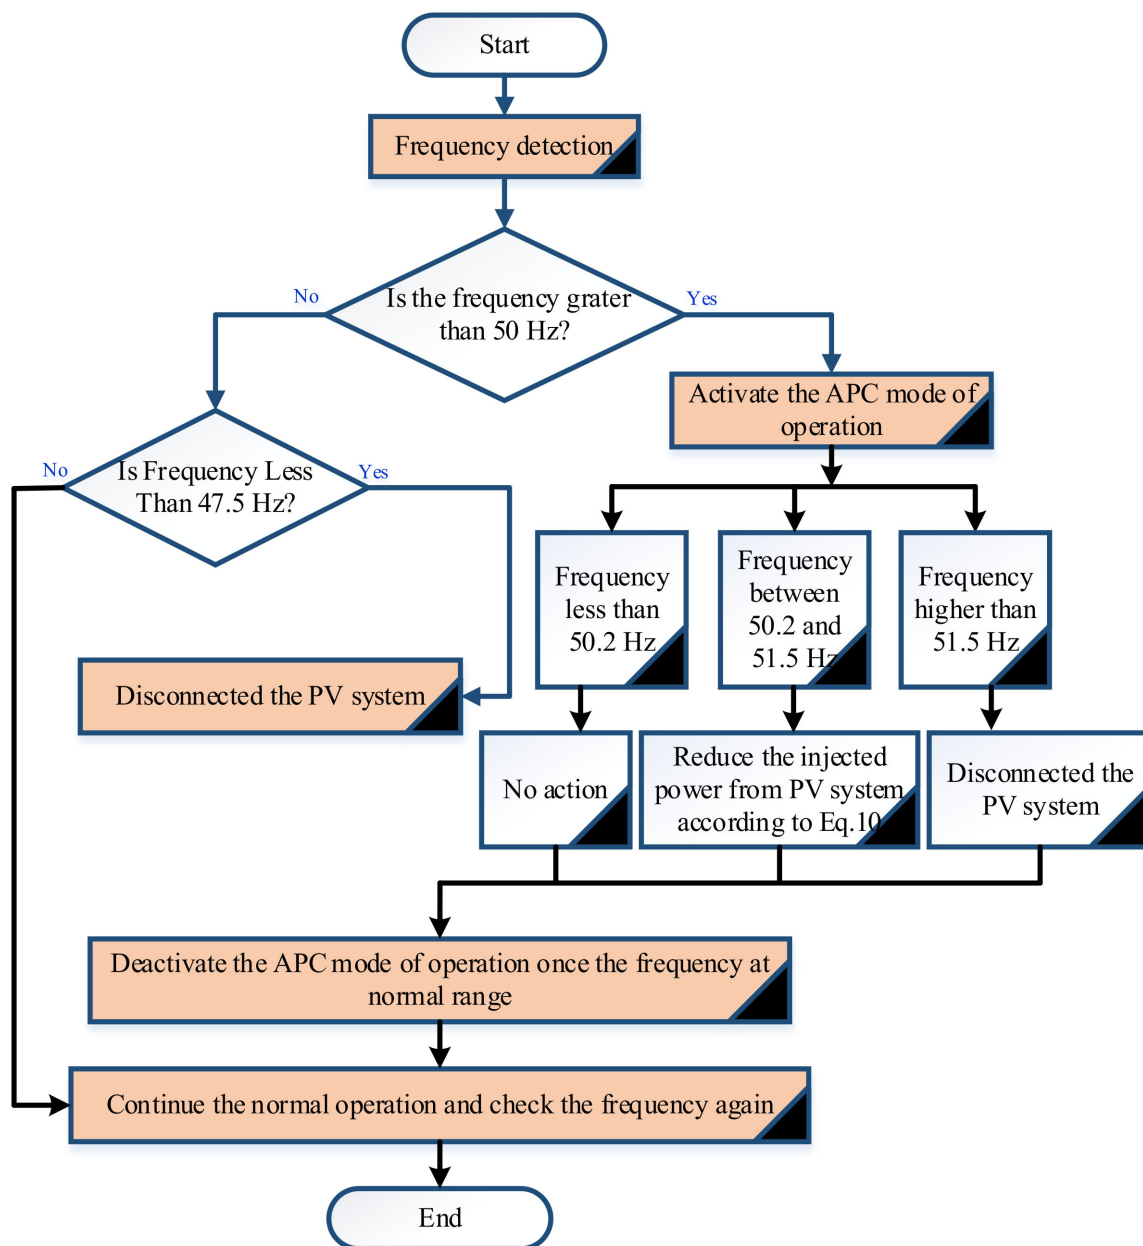 Start
Frequency detection
Is the frequency grater
than 50 Hz?
No
Yes
Activate the APC mode of
operation
Is Frequency Less
Than 47.5 Hz?
No
Yes
Frequency
less than
50.2 Hz
Frequency
between
50.2 and
51.5 Hz
Frequency
higher than
51.5 Hz
Disconnected the PV system
No action
Reduce the injected
power from PV system
according to Eq.10
Disconnected the
PV system
Deactivate the APC mode of operation once the frequency at
normal range
Continue the normal operation and check the frequency again
End